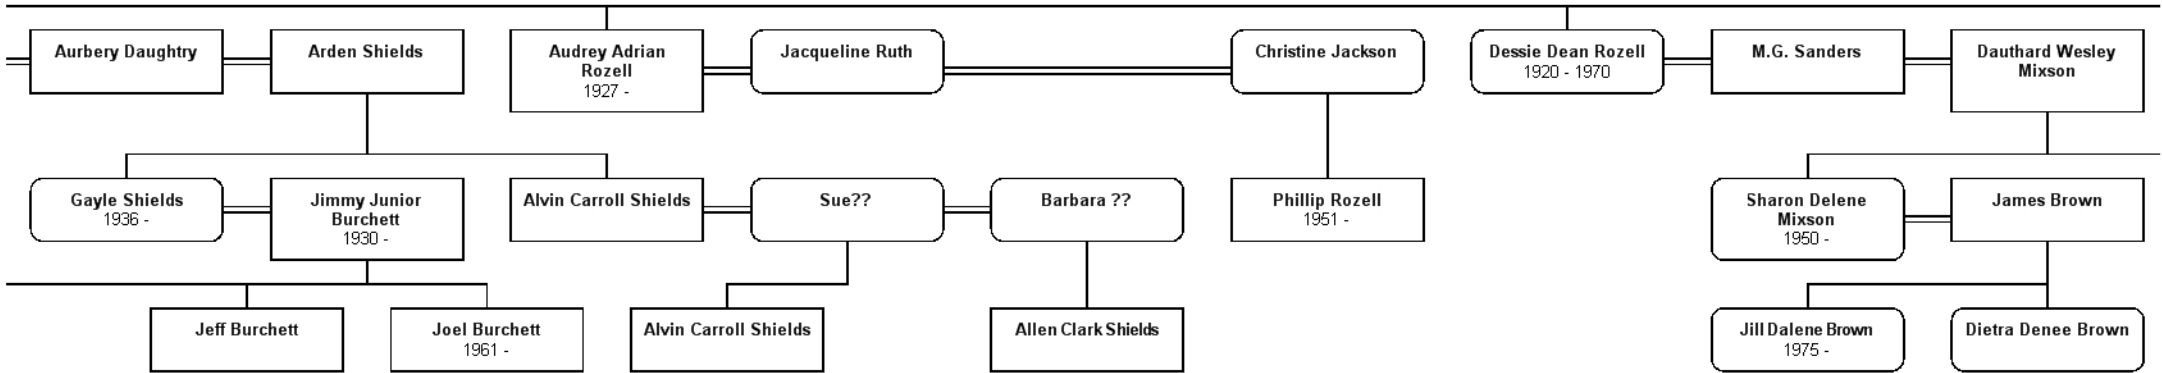 Aurbery Daughtry
Arden Shields
Audrey Adrian
Rozell
1927 -
Jacqueline Ruth
Christine Jackson
Dessie Dean Rozell
1920 - 1970
M.G. Sanders
Dauthard Wesley
Mixson
Gayle Shields
1936 -
Jimmy Junior
Burchett
1930 -
Alvin Carroll Shields
Sue??
Barbara ??
Phillip Rozell
1951 -
Sharon Delene
Mixson
1950 -
James Brown
Jeff Burchett
Joel Burchett
1961 -
Alvin Carroll Shields
Allen Clark Shields
Jill Dalene Brown
1975 -
Dietra Denee Brown